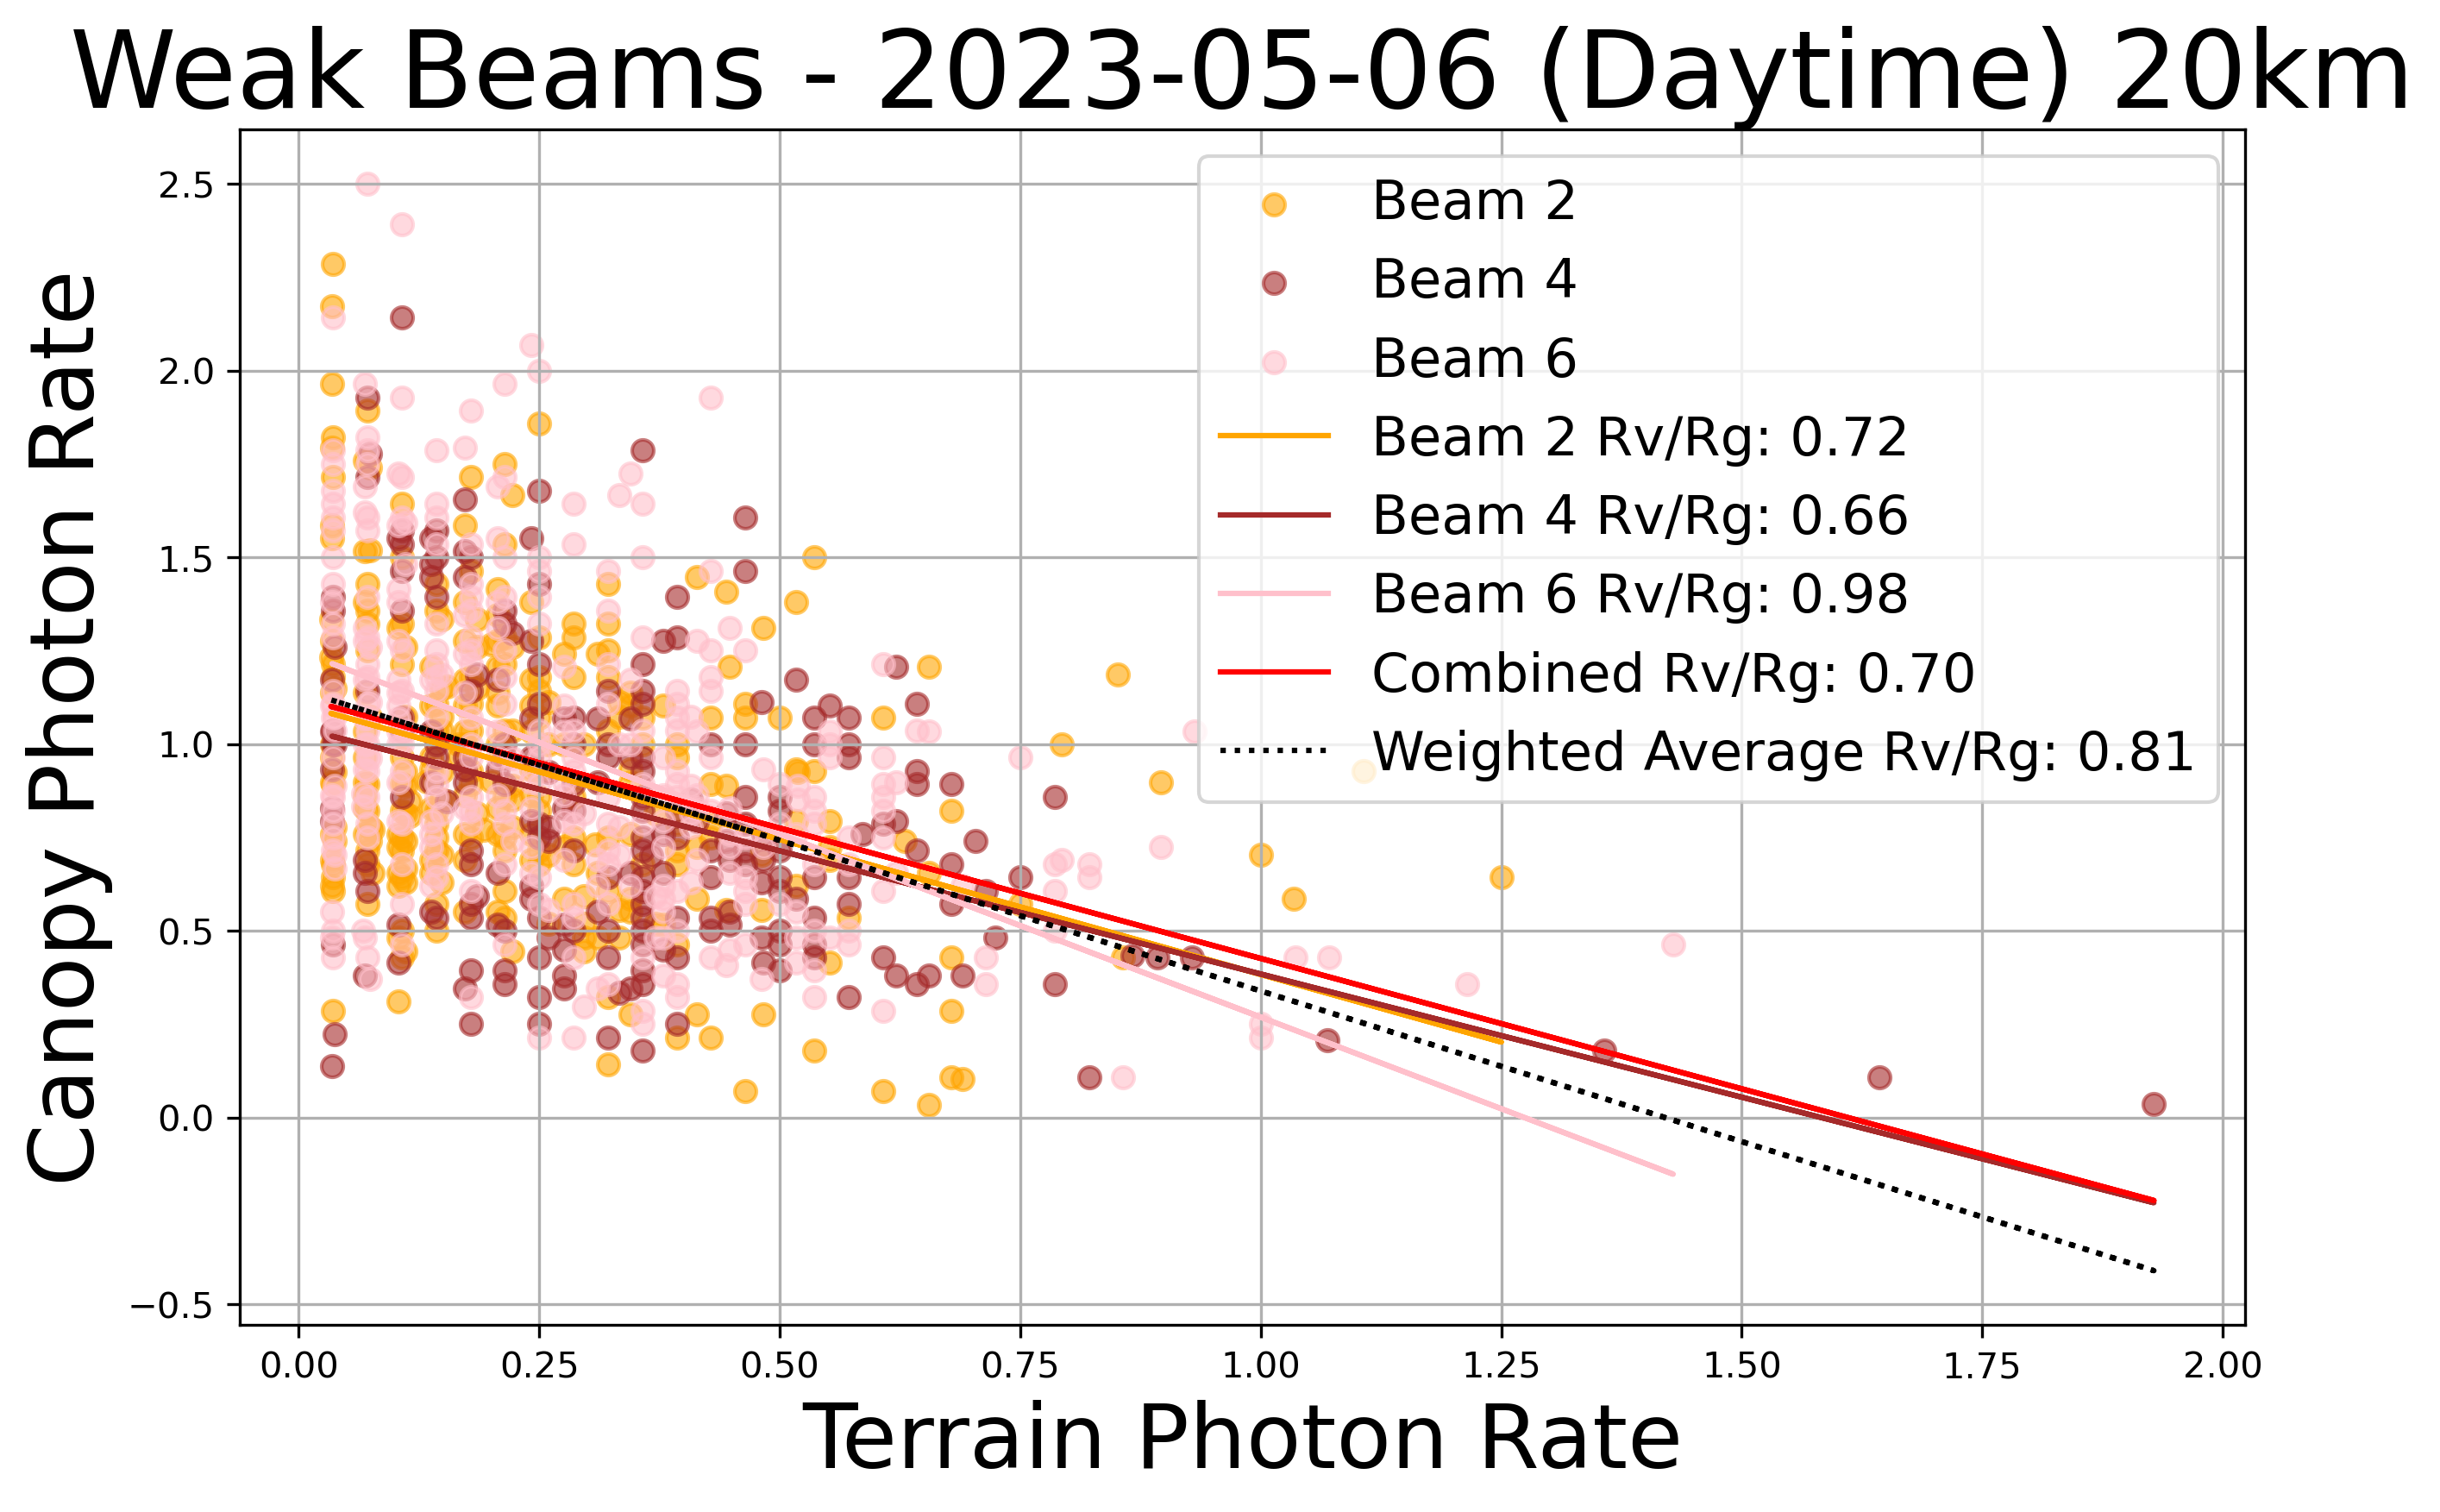 Weak Beams - 2023-05-06 (Daytime) 20km
Canopy Photon Rate
2.5
2.0
1.5
1.0
0.5
0.0
−0.5
Beam 2
Beam 4
Beam 6
Beam 2 Rv/Rg: 0.72
Beam 4 Rv/Rg: 0.66
Beam 6 Rv/Rg: 0.98
Combined Rv/Rg: 0.70
Weighted Average Rv/Rg: 0.81
0.00 0.25 0.50 0.75 1.00 1.25 1.50 1.75 2.00
Terrain Photon Rate